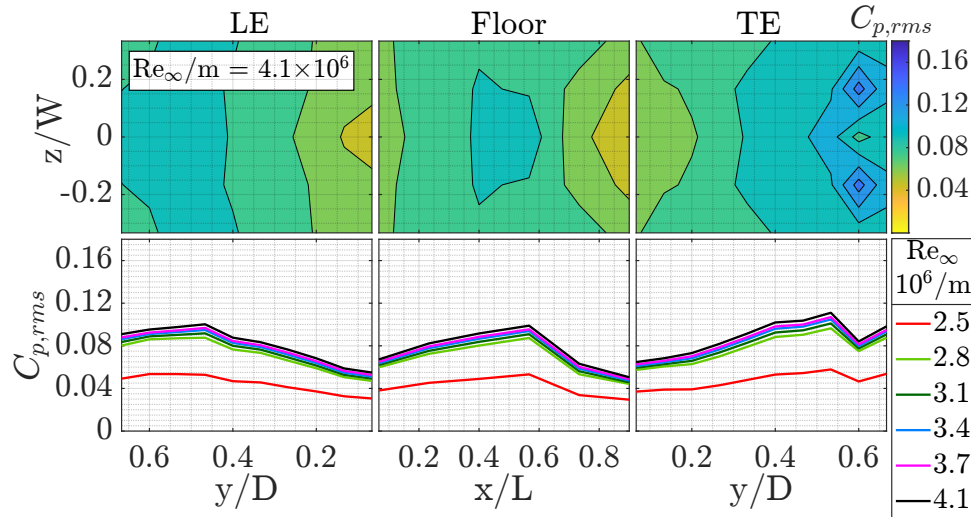 LE Floor TE C_{p,rms}
Re_∞/m = 4.1×10^6
z/W
0.2
0
-0.2
0.16
0.12
0.08
0.04
C_{p,rms}
0.16
0.12
0.08
0.04
0
0.6 0.4 0.2 0.2 0.4 0.6 0.8 0.2 0.4 0.6
y/D x/L y/D
Re_∞
10^6/m
2.5
2.8
3.1
3.4
3.7
4.1